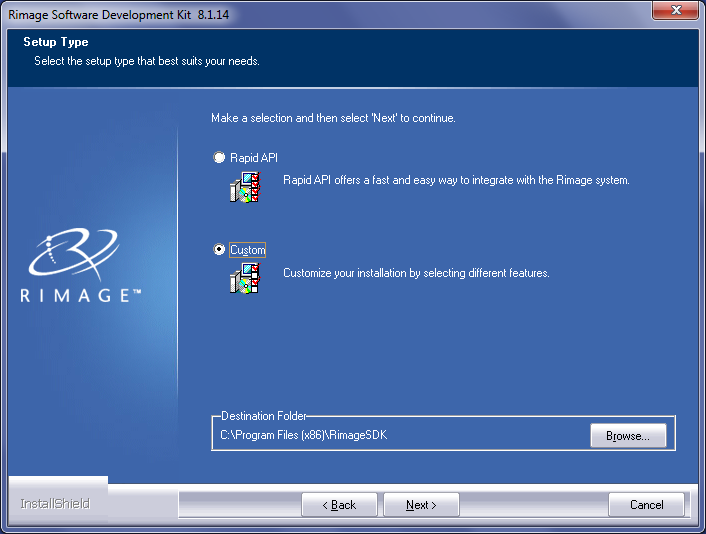 Rimage Software Development Kit 8.1.14
Setup Type
Select the setup type that best suits your needs.
Make a selection and then select 'Next' to continue.
Rapid API
Rapid API offers a fast and easy way to integrate with the Rimage system.
Custom
Customize your installation by selecting different features.
RIMAGE™
Destination Folder
C:\Program Files (x86)\RimageSDK
Browse...
InstallShield
< Back
Next >
Cancel